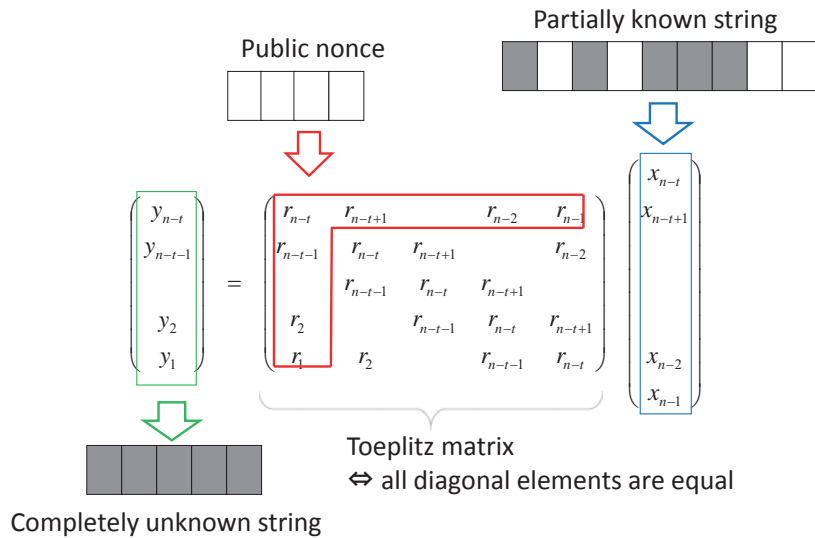 Partially known string
Public nonce
y_{n-t} = r_{n-t} r_{n-t+1} r_{n-2} r_{n-1} x_{n-t}
y_{n-t-1} r_{n-t-1} r_{n-t} r_{n-t+1} r_{n-2} x_{n-t+1}
r_{n-t-1} r_{n-t} r_{n-t+1}
y_2 r_2 r_{n-t-1} r_{n-t} r_{n-t+1}
y_1 r_1 r_2 r_{n-t-1} r_{n-t} x_{n-2}
x_{n-1}
Toeplitz matrix
⇔ all diagonal elements are equal
Completely unknown string